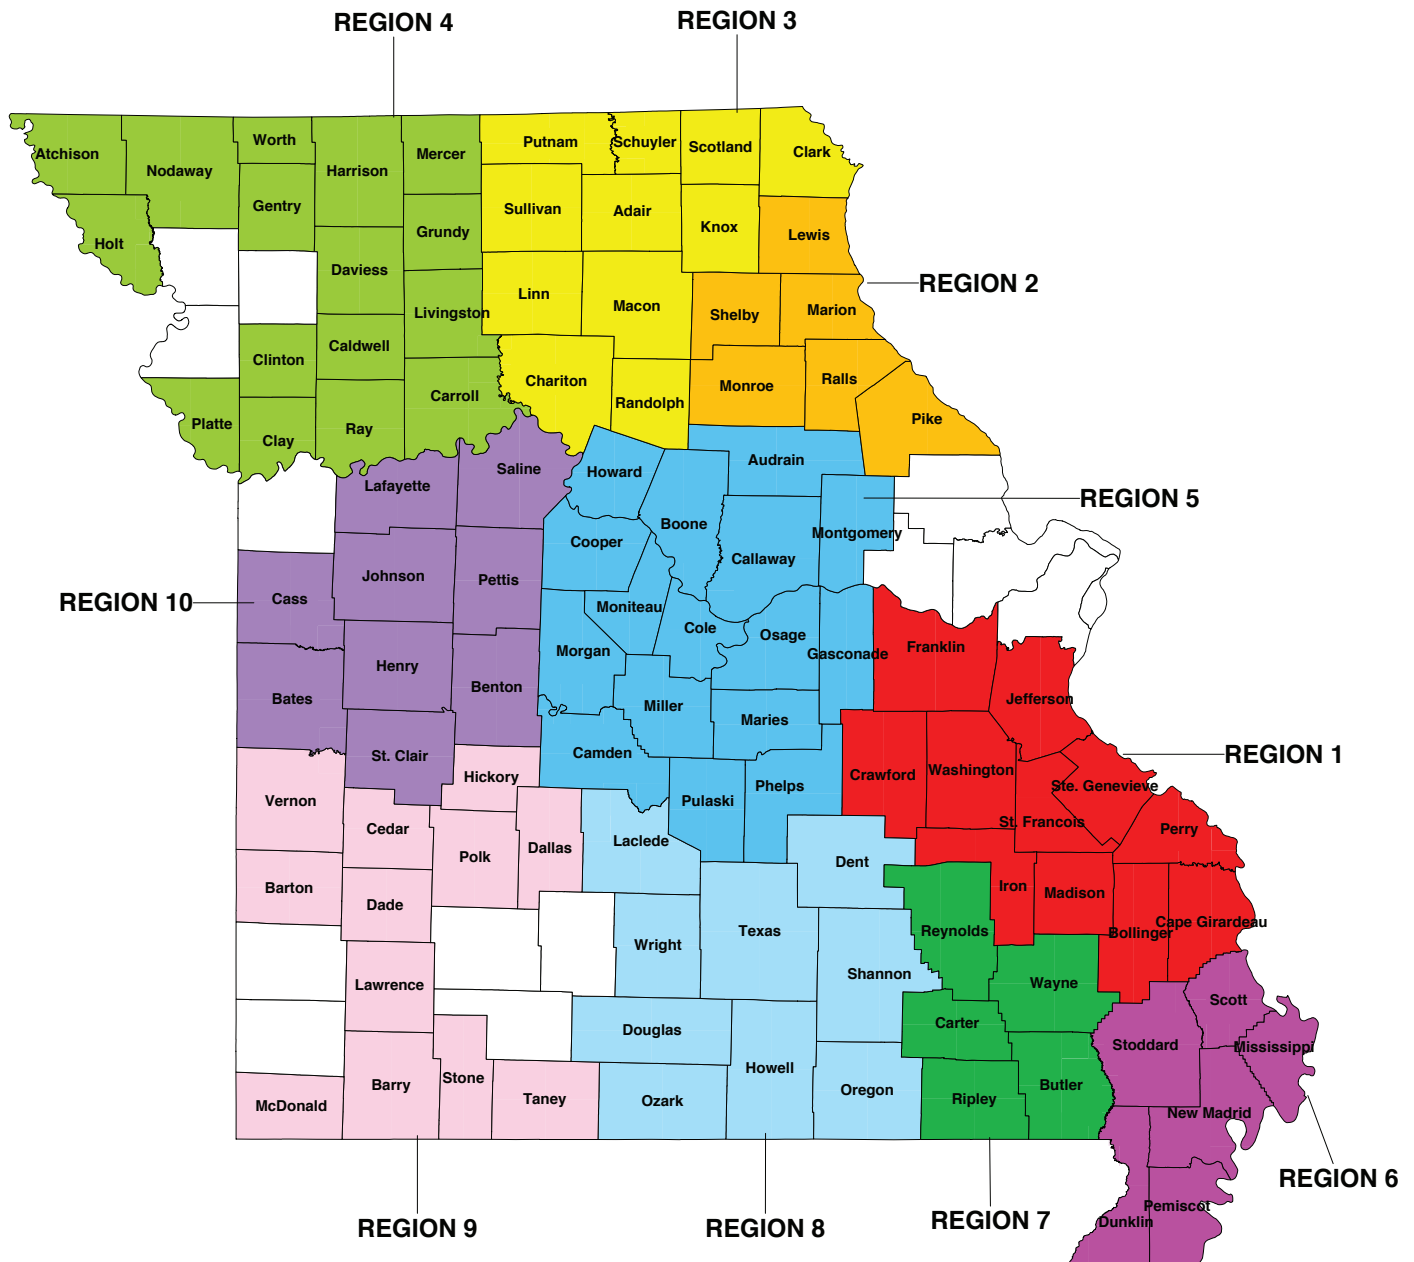 REGION 4
REGION 3
Worth
Putnam
Schuyler
Scotland
Clark
Atchison
Mercer
Nodaway
Harrison
Gentry
Sullivan
Adair
Knox
Lewis
Holt
Grundy
Daviess
REGION 2
Linn
Macon
Livingston
Shelby
Marion
Clinton
Caldwell
Chariton
Monroe
Ralls
Carroll
Randolph
Platte
Clay
Ray
Pike
Lafayette
Saline
Howard
Audrain
REGION 5
Boone
Montgomery
Cooper
Callaway
REGION 10
Cass
Johnson
Pettis
Moniteau
Cole
Osage
Morgan
Gasconade
Franklin
Henry
Benton
Bates
Miller
Maries
Jefferson
St. Clair
Camden
REGION 1
Hickory
Crawford
Washington
Ste. Genevieve
Vernon
Pulaski
Phelps
St. Francois
Cedar
Polk
Dallas
Laclede
Dent
Perry
Barton
Dade
Iron
Madison
Wright
Texas
Reynolds
Bollinger
Cape Girardeau
Lawrence
Shannon
Wayne
Scott
Douglas
Carter
Stoddard
Mississippi
McDonald
Barry
Stone
Taney
Ozark
Howell
Oregon
Ripley
Butler
New Madrid
REGION 6
Pemiscot
Dunklin
REGION 9
REGION 8
REGION 7